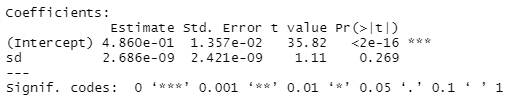 Coefficients:
Estimate Std. Error t value Pr(>|t|)
(Intercept) 4.860e-01 1.357e-02 35.82 <2e-16 ***
sd 2.686e-09 2.421e-09 1.11 0.269
---
Signif. codes: 0 ‘***’ 0.001 ‘**’ 0.01 ‘*’ 0.05 ‘.’ 0.1 ‘ ’ 1